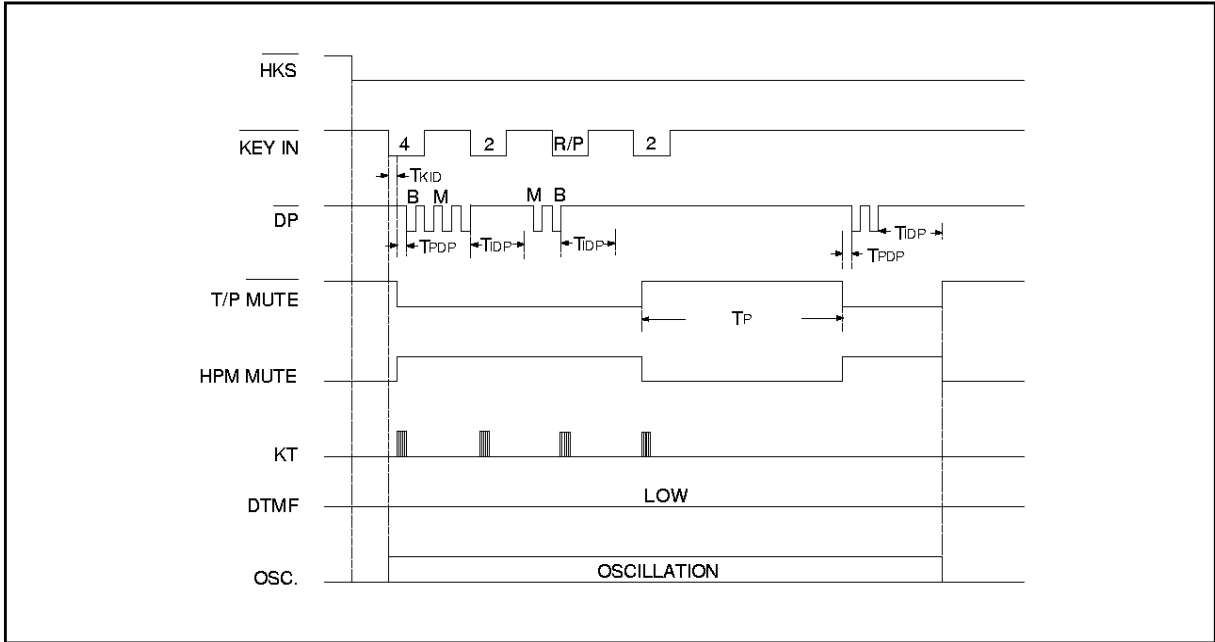 HKS
KEY IN
4 2 R/P 2
TKID
B M M B
DP
TPDP TIDP TIDP TPDP TIDP
T/P MUTE
TP
HPM MUTE
KT
LOW
DTMF
OSCILLATION
OSC.